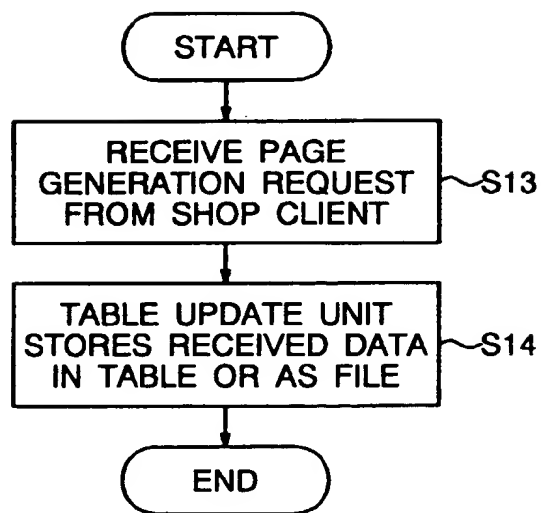 START
RECEIVE PAGE
GENERATION REQUEST
FROM SHOP CLIENT
S13
TABLE UPDATE UNIT
STORES RECEIVED DATA
IN TABLE OR AS FILE
S14
END